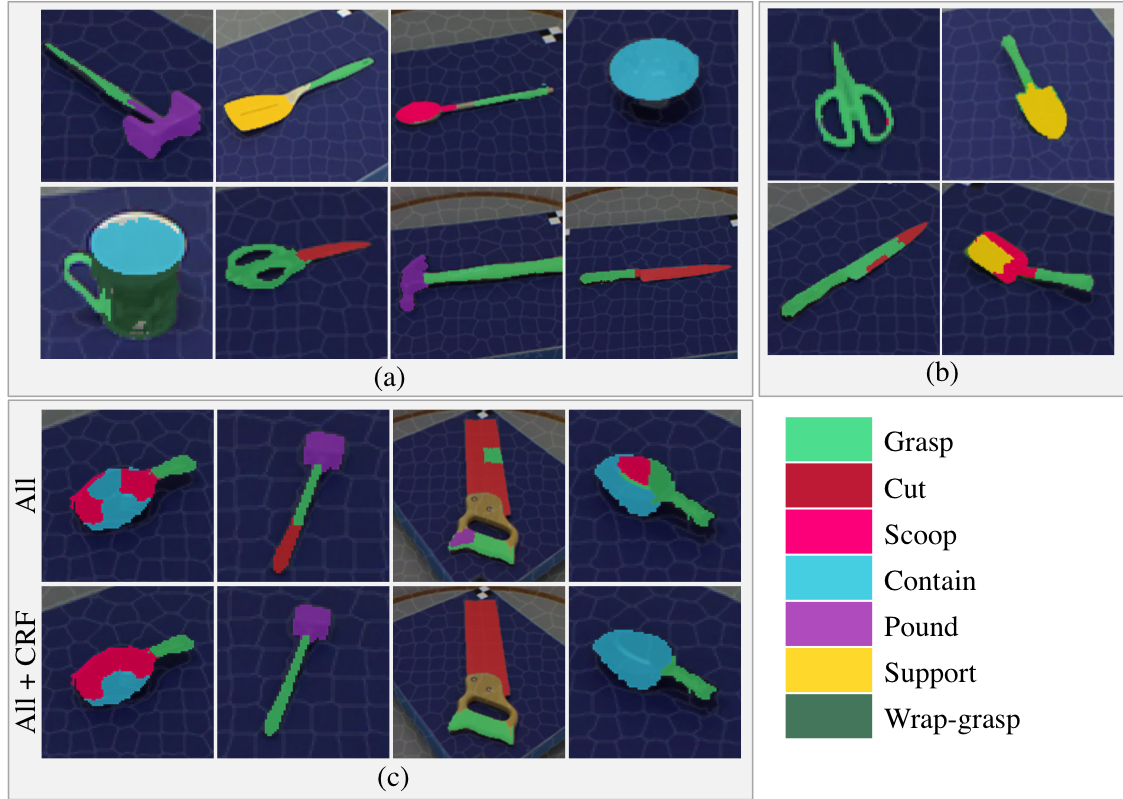 (a)
(b)
All
All + CRF
(c)
Grasp
Cut
Scoop
Contain
Pound
Support
Wrap-grasp